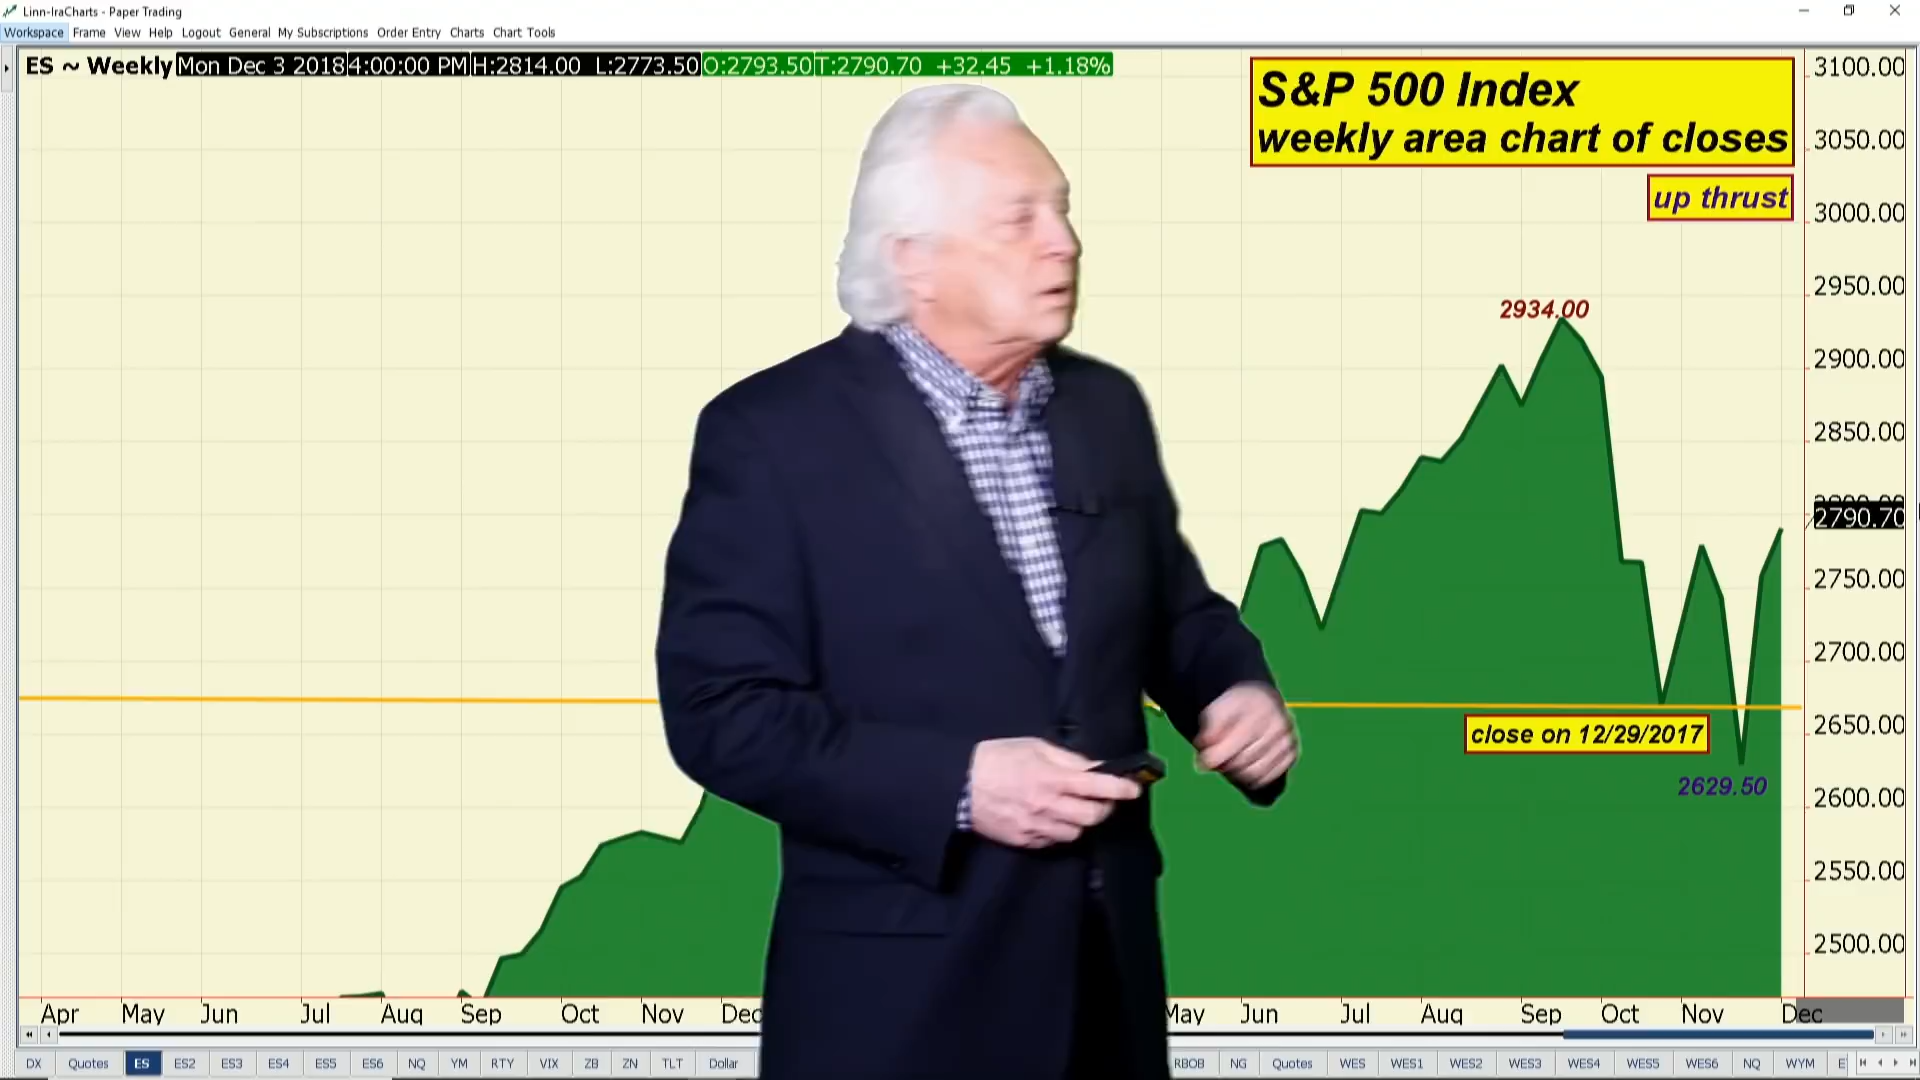 Linn-IraCharts - Paper Trading
Workspace Frame View Help Logout General My Subscriptions Order Entry Charts Chart Tools
ES ~ Weekly Mon Dec 3 2018 4:00:00 PM H:2814.00 L:2773.50 O:2793.50 T:2790.70 +32.45 +1.18%
S&P 500 Index
weekly area chart of closes
up thrust
3100.00
3050.00
3000.00
2950.00
2934.00
2900.00
2850.00
2790.70
2750.00
2700.00
2650.00
close on 12/29/2017
2629.50
2600.00
2550.00
2500.00
Apr May Jun Jul Aug Sep Oct Nov Dec May Jun Jul Aug Sep Oct Nov Dec
DX Quotes ES ES2 ES3 ES4 ES5 ES6 NQ YM RTY VIX ZB ZN TLT Dollar RBOB NG Quotes WES WES1 WES2 WES3 WES4 WES5 WES6 NQ WYM